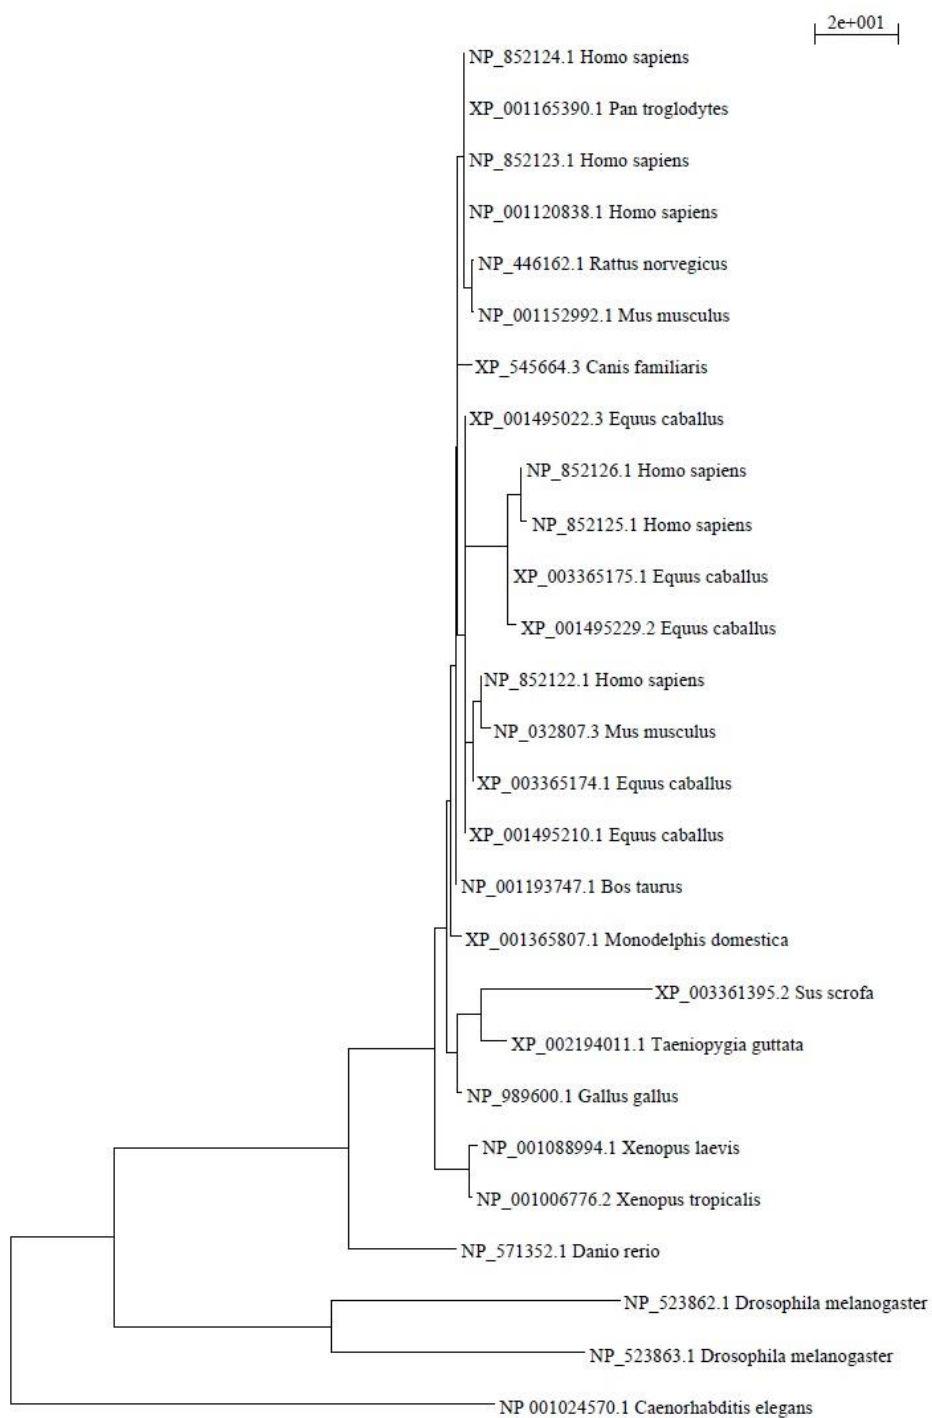 2e+001
NP_852124.1 Homo sapiens
XP_001165390.1 Pan troglodytes
NP_852123.1 Homo sapiens
NP_001120838.1 Homo sapiens
NP_446162.1 Rattus norvegicus
NP_001152992.1 Mus musculus
XP_545664.3 Canis familiaris
XP_001495022.3 Equus caballus
NP_852126.1 Homo sapiens
NP_852125.1 Homo sapiens
XP_003365175.1 Equus caballus
XP_001495229.2 Equus caballus
NP_852122.1 Homo sapiens
NP_032807.3 Mus musculus
XP_003365174.1 Equus caballus
XP_001495210.1 Equus caballus
NP_001193747.1 Bos taurus
XP_001365807.1 Monodelphis domestica
XP_003361395.2 Sus scrofa
XP_002194011.1 Taeniopygia guttata
NP_989600.1 Gallus gallus
NP_001088994.1 Xenopus laevis
NP_001006776.2 Xenopus tropicalis
NP_571352.1 Danio rerio
NP_523862.1 Drosophila melanogaster
NP_523863.1 Drosophila melanogaster
NP 001024570.1 Caenorhabditis elegans